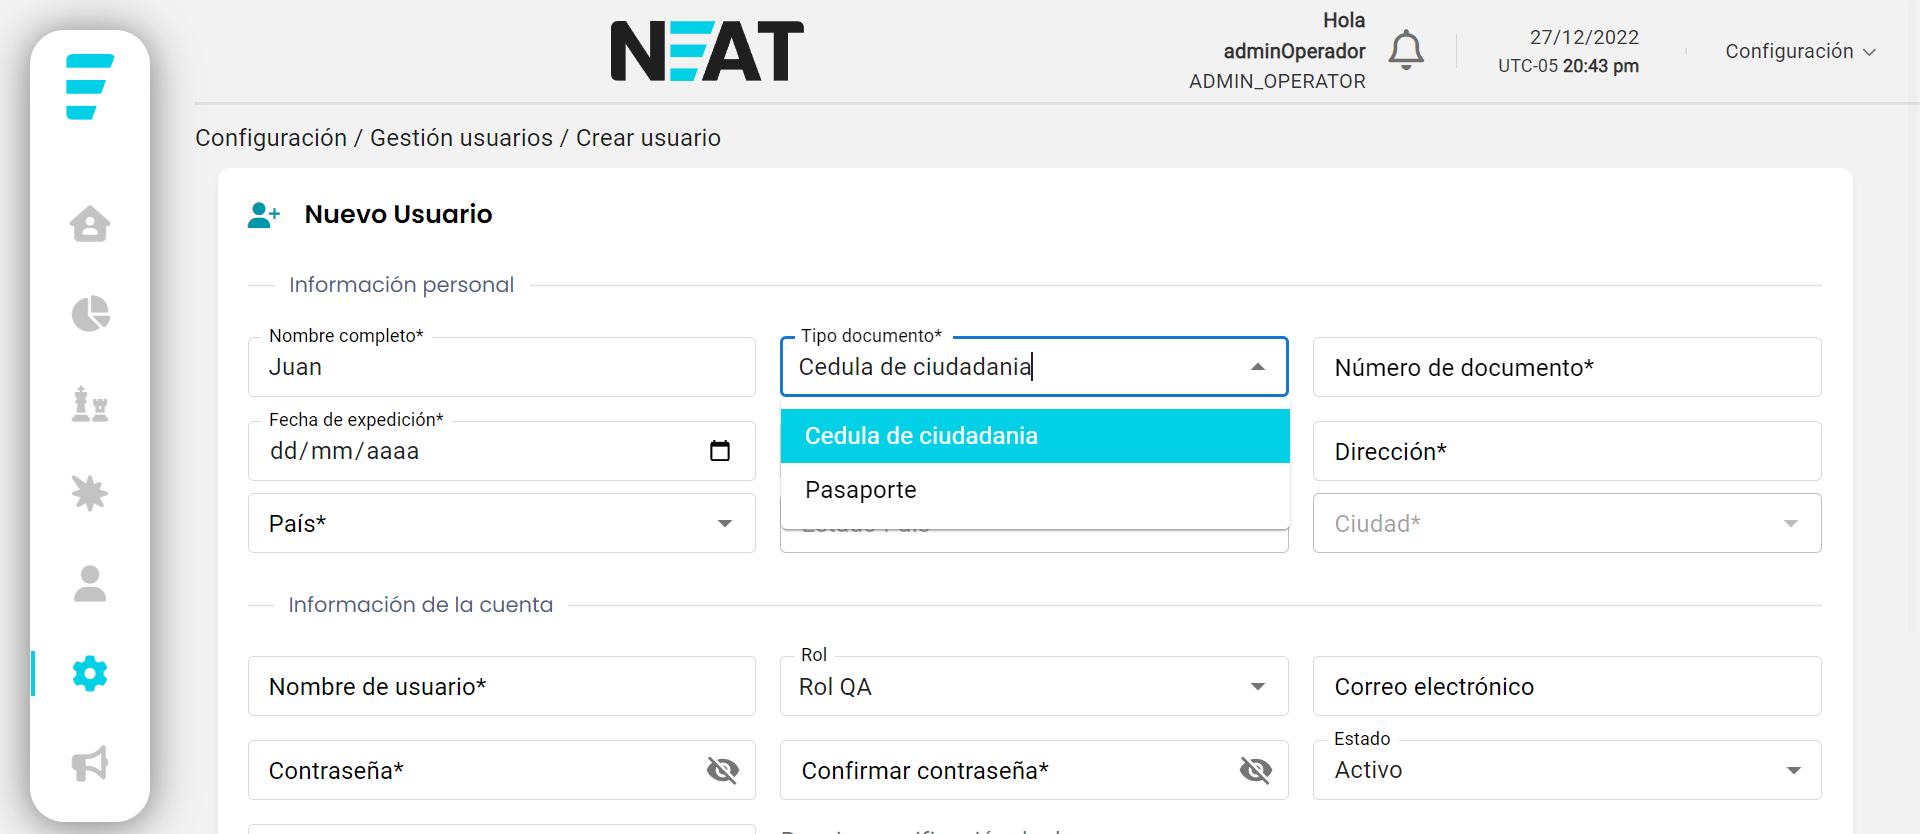 NEAT
Hola
adminOperador
ADMIN_OPERATOR
27/12/2022
UTC-05 20:43 pm
Configuración
Configuración / Gestión usuarios / Crear usuario
Nuevo Usuario
Información personal
Nombre completo*
Juan
Tipo documento*
Cedula de ciudadania
Número de documento*
Fecha de expedición*
dd/mm/aaaa
Cedula de ciudadania
Pasaporte
Dirección*
País*
Ciudad*
Información de la cuenta
Nombre de usuario*
Rol
Rol QA
Correo electrónico
Contraseña*
Confirmar contraseña*
Estado
Activo